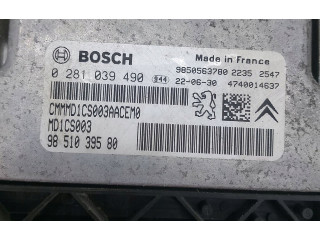 BOSCH
Made in France
0 281 039 490 944
9850563780 2235 2547
22-06-30 4740014637
CMMMD1CS003AACEM0
MD1CS003
98 510 395 80